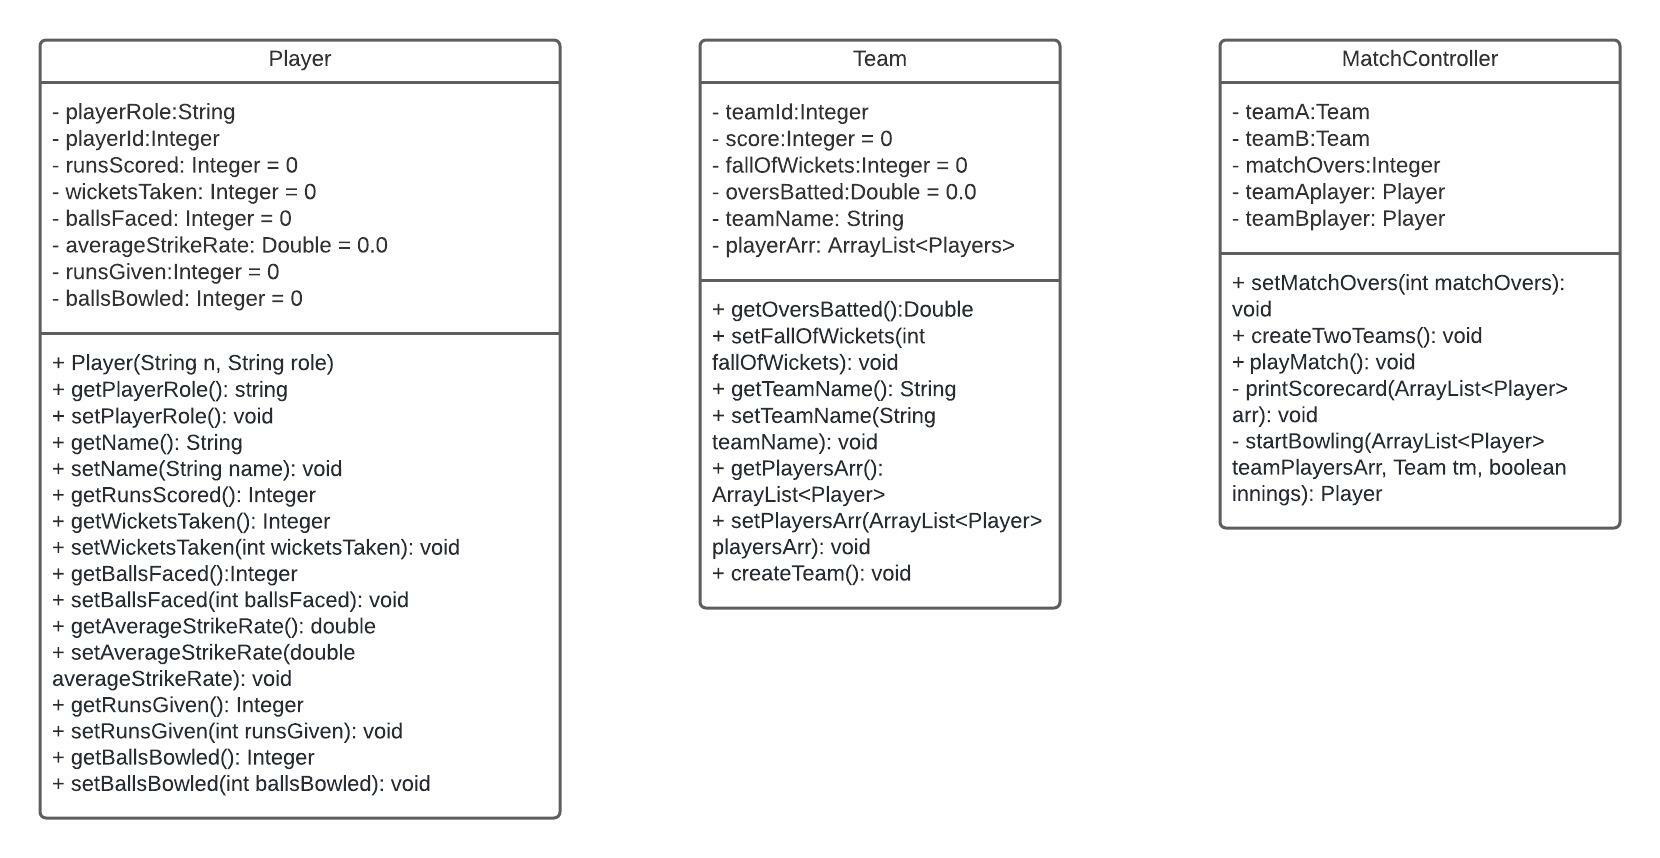 Player
- playerRole:String
- playerId:Integer
- runsScored: Integer = 0
- wicketsTaken: Integer = 0
- ballsFaced: Integer = 0
- averageStrikeRate: Double = 0.0
- runsGiven:Integer = 0
- ballsBowled: Integer = 0
+ Player(String n, String role)
+ getPlayerRole(): string
+ setPlayerRole(): void
+ getName(): String
+ setName(String name): void
+ getRunsScored(): Integer
+ getWicketsTaken(): Integer
+ setWicketsTaken(int wicketsTaken): void
+ getBallsFaced():Integer
+ setBallsFaced(int ballsFaced): void
+ getAverageStrikeRate(): double
+ setAverageStrikeRate(double
averageStrikeRate): void
+ getRunsGiven(): Integer
+ setRunsGiven(int runsGiven): void
+ getBallsBowled(): Integer
+ setBallsBowled(int ballsBowled): void
Team
- teamId:Integer
- score:Integer = 0
- fallOfWickets:Integer = 0
- oversBatted:Double = 0.0
- teamName: String
- playerArr: ArrayList<Players>
+ getOversBatted():Double
+ setFallOfWickets(int
fallOfWickets): void
+ getTeamName(): String
+ setTeamName(String
teamName): void
+ getPlayersArr():
ArrayList<Player>
+ setPlayersArr(ArrayList<Player>
playersArr): void
+ createTeam(): void
MatchController
- teamA:Team
- teamB:Team
- matchOvers:Integer
- teamAplayer: Player
- teamBplayer: Player
+ setMatchOvers(int matchOvers):
void
+ createTwoTeams(): void
+ playMatch(): void
- printScorecard(ArrayList<Player>
arr): void
- startBowling(ArrayList<Player>
teamPlayersArr, Team tm, boolean
innings): Player